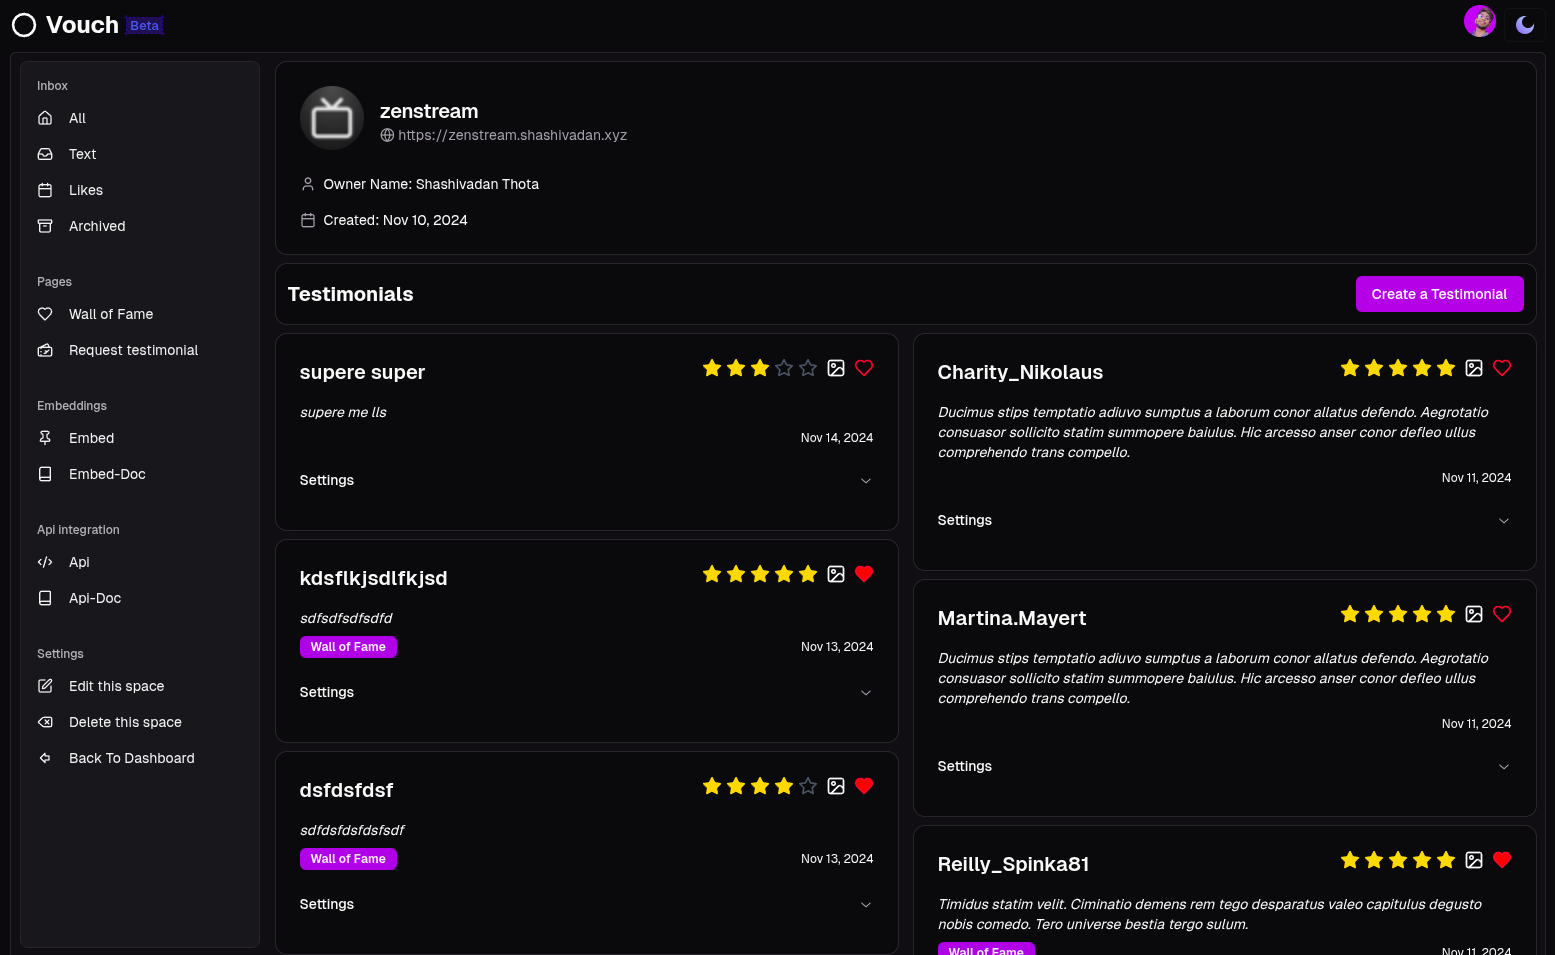 Vouch Beta
Inbox
All
Text
Likes
Archived
Pages
Wall of Fame
Request testimonial
Embeddings
Embed
Embed-Doc
Api integration
Api
Api-Doc
Settings
Edit this space
Delete this space
Back To Dashboard
zenstream
https://zenstream.shashivadan.xyz
Owner Name: Shashivadan Thota
Created: Nov 10, 2024
Testimonials
Create a Testimonial
supere super
supere me lls
Nov 14, 2024
Settings
kdsflkjsdlfkjsd
sdfsdfsdfsdfd
Wall of Fame
Nov 13, 2024
Settings
dsfdsfdsf
sdfdsfdsfdsfsdf
Wall of Fame
Nov 13, 2024
Settings
Charity_Nikolaus
Ducimus stips temptatio adiuvo sumptus a laborum conor allatus defendo. Aegrotatio
consuasor sollicito statim summopere baiulus. Hic arcesso anser conor defleo ullus
comprehendo trans compello.
Nov 11, 2024
Settings
Martina.Mayert
Ducimus stips temptatio adiuvo sumptus a laborum conor allatus defendo. Aegrotatio
consuasor sollicito statim summopere baiulus. Hic arcesso anser conor defleo ullus
comprehendo trans compello.
Nov 11, 2024
Settings
Reilly_Spinka81
Timidus statim velit. Ciminatio demens rem tego desparatus valeo capitulus degusto
nobis comedo. Tero universe bestia tergo sulum.
Wall of Fame
Nov 11, 2024